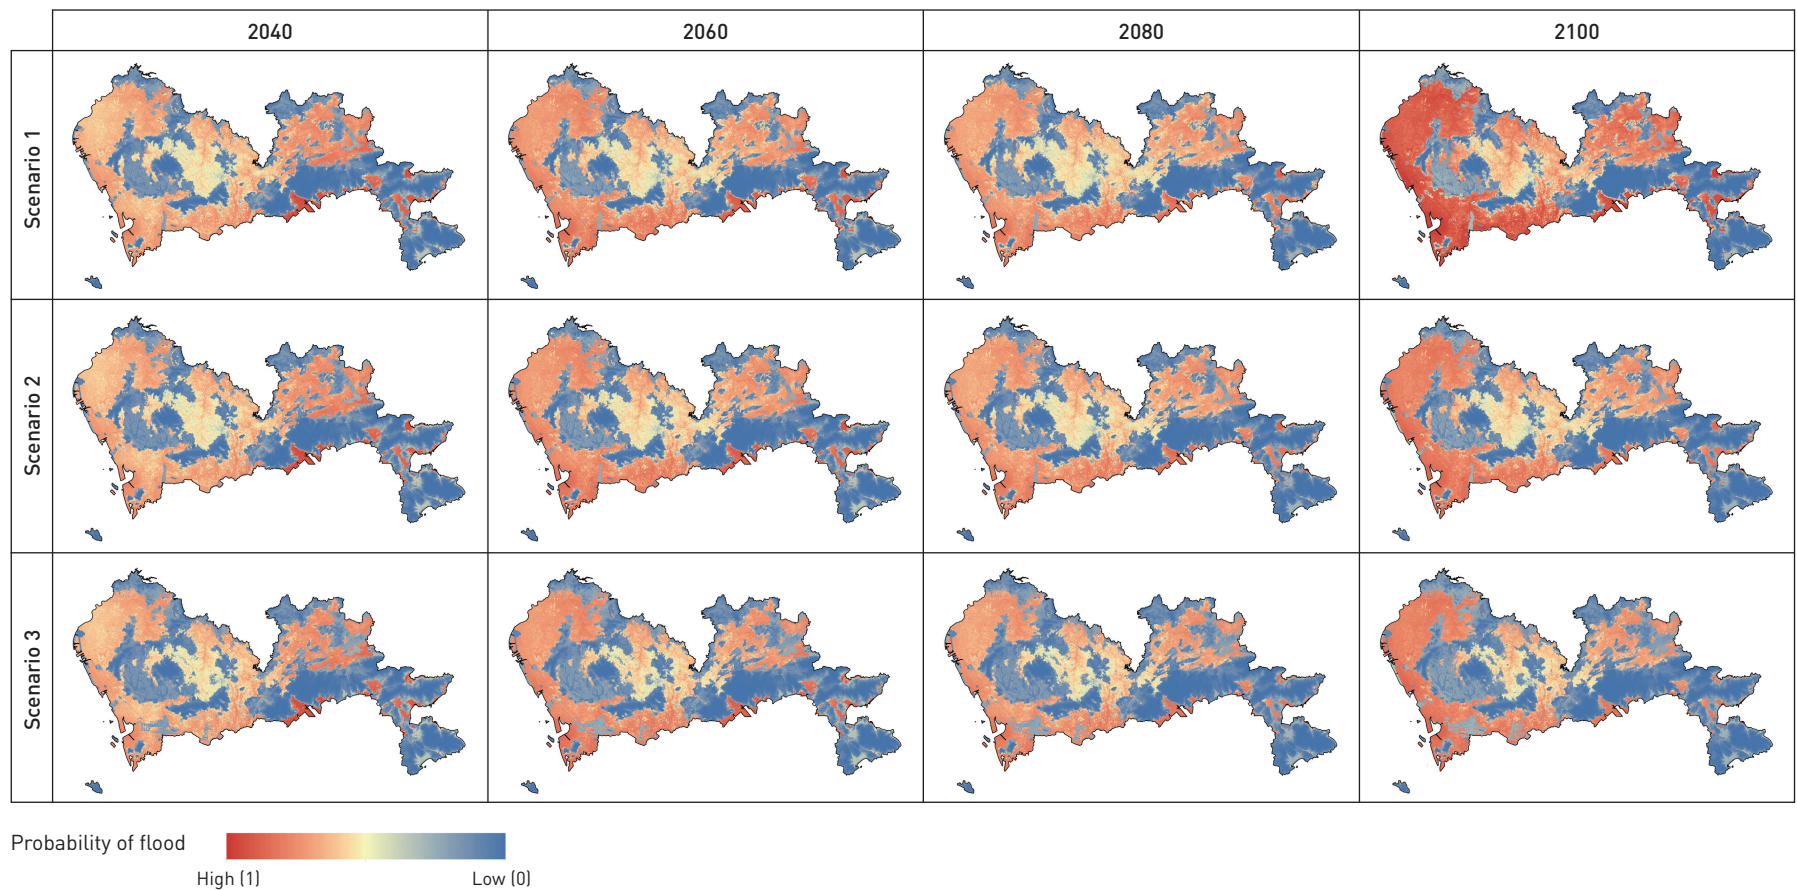 2040 2060 2080 2100
Scenario 1
Scenario 2
Scenario 3
Probability of flood
High (1) Low (0)